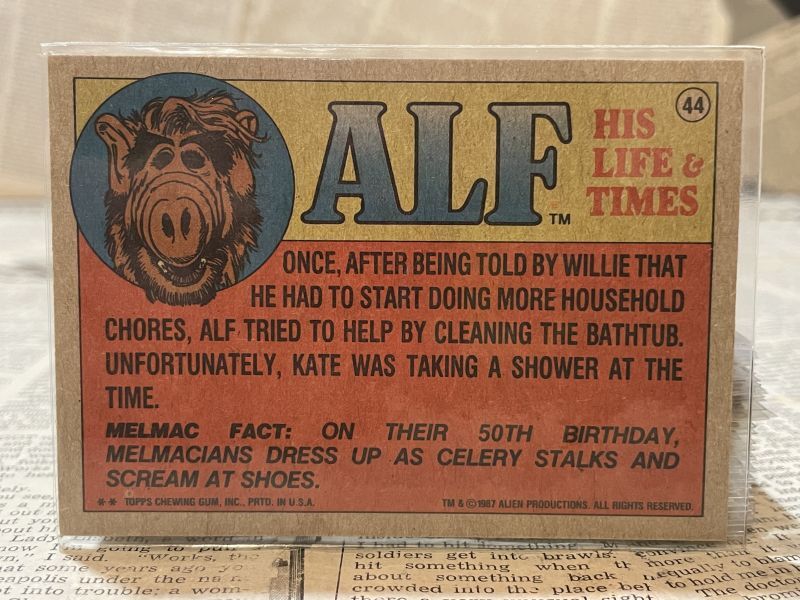 44
ALF™
HIS
LIFE &
TIMES
ONCE, AFTER BEING TOLD BY WILLIE THAT
HE HAD TO START DOING MORE HOUSEHOLD
CHORES, ALF TRIED TO HELP BY CLEANING THE BATHTUB.
UNFORTUNATELY, KATE WAS TAKING A SHOWER AT THE
TIME.
MELMAC FACT: ON THEIR 50TH BIRTHDAY,
MELMACIANS DRESS UP AS CELERY STALKS AND
SCREAM AT SHOES.
** TOPPS CHEWING GUM, INC., PRTD. IN U.S.A.
TM & © 1987 ALIEN PRODUCTIONS. ALL RIGHTS RESERVED.
soldiers get into brawls.
hit something when
about something back
crowded into the place